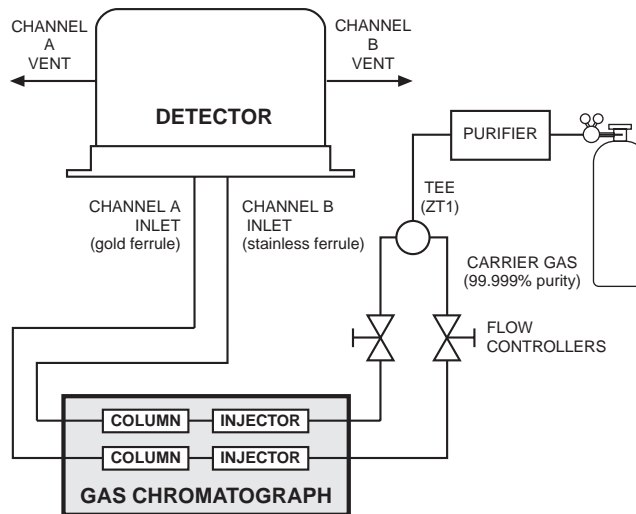 CHANNEL
A
VENT
CHANNEL
B
VENT
DETECTOR
PURIFIER
TEE
(ZT1)
CHANNEL A
INLET
(gold ferrule)
CHANNEL B
INLET
(stainless ferrule)
CARRIER GAS
(99.999% purity)
FLOW
CONTROLLERS
COLUMN
INJECTOR
COLUMN
INJECTOR
GAS CHROMATOGRAPH